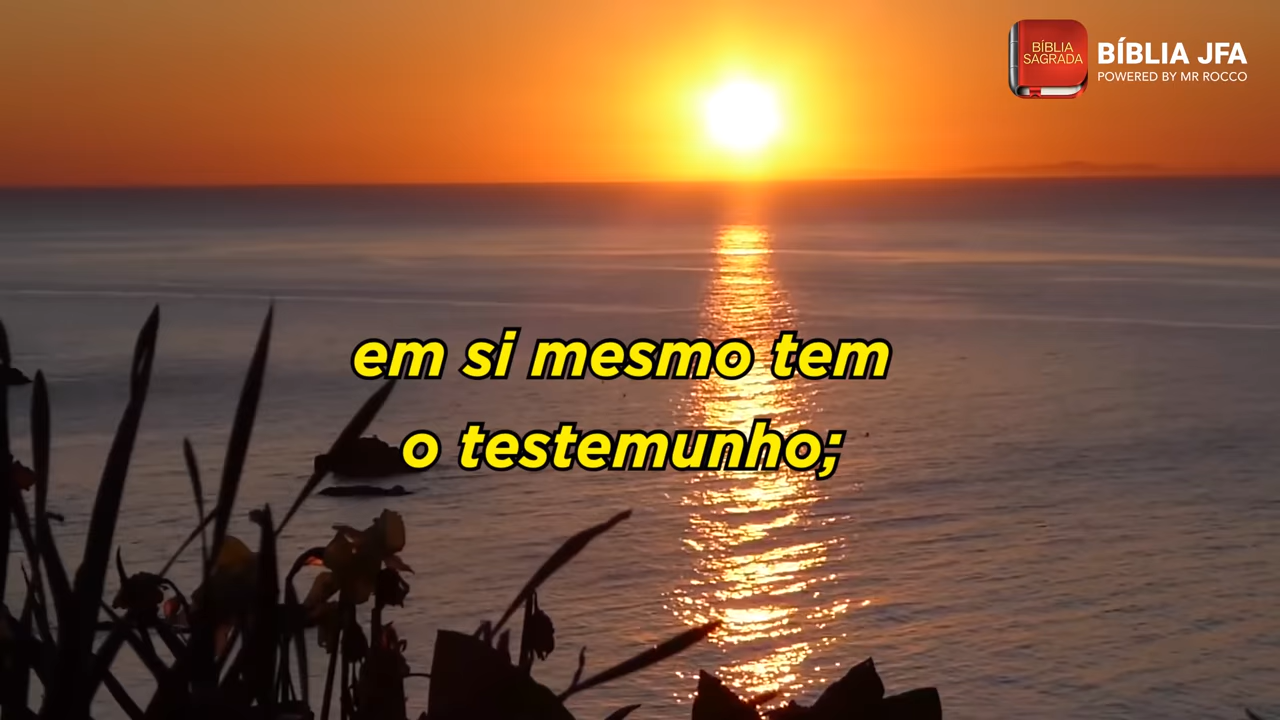 BÍBLIA
SAGRADA
BÍBLIA JFA
POWERED BY MR ROCCO
em si mesmo tem
o testemunho;